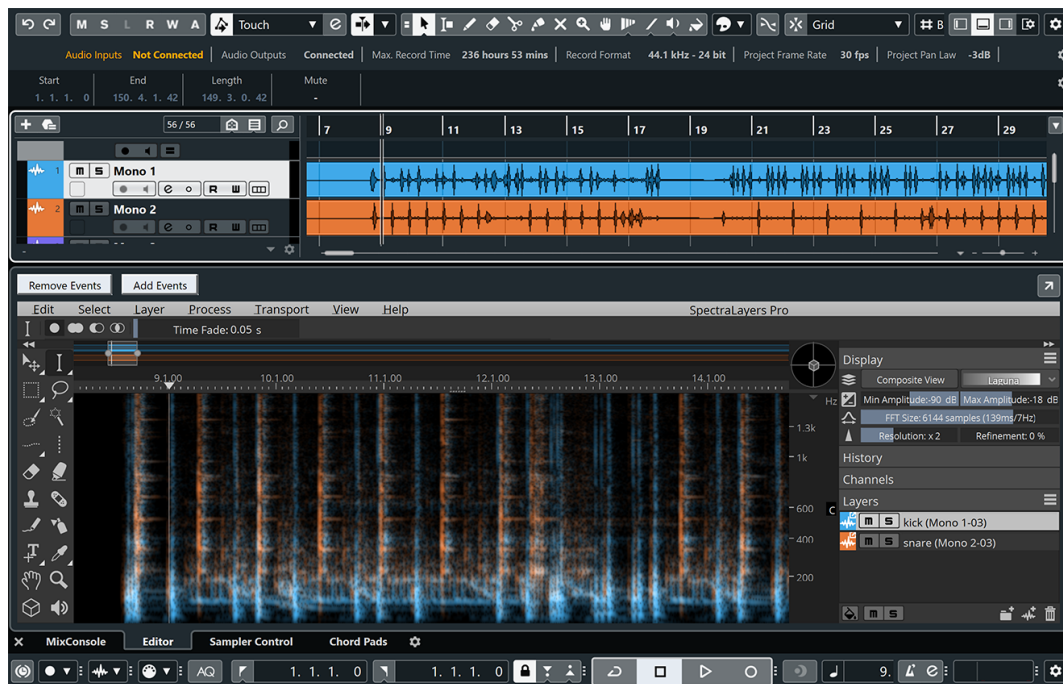 M S L R W A Touch Grid B
Audio Inputs Not Connected Audio Outputs Connected Max. Record Time 236 hours 53 mins Record Format 44.1 kHz - 24 bit Project Frame Rate 30 fps Project Pan Law -3dB
Start End Length Mute
1. 1. 1. 0 150. 4. 1. 42 149. 3. 0. 42 -
56 / 56 7 9 11 13 15 17 19 21 23 25 27 29
1 m S Mono 1
e R W
2 m S Mono 2
e R W
Remove Events Add Events
Edit Select Layer Process Transport View Help SpectraLayers Pro
Time Fade: 0.05 s
9.1.00 10.1.00 11.1.00 12.1.00 13.1.00 14.1.00
Hz
1.3k
1k
600
400
200
C
Display
Composite View Laguna
Min Amplitude:-90 dB Max Amplitude:-18 dB
FFT Size: 6144 samples (139ms/7Hz)
Resolution: x 2 Refinement: 0 %
History
Channels
Layers
m S kick (Mono 1-03)
m S snare (Mono 2-03)
m S
MixConsole Editor Sampler Control Chord Pads
AQ 1. 1. 1. 0 1. 1. 1. 0 9.